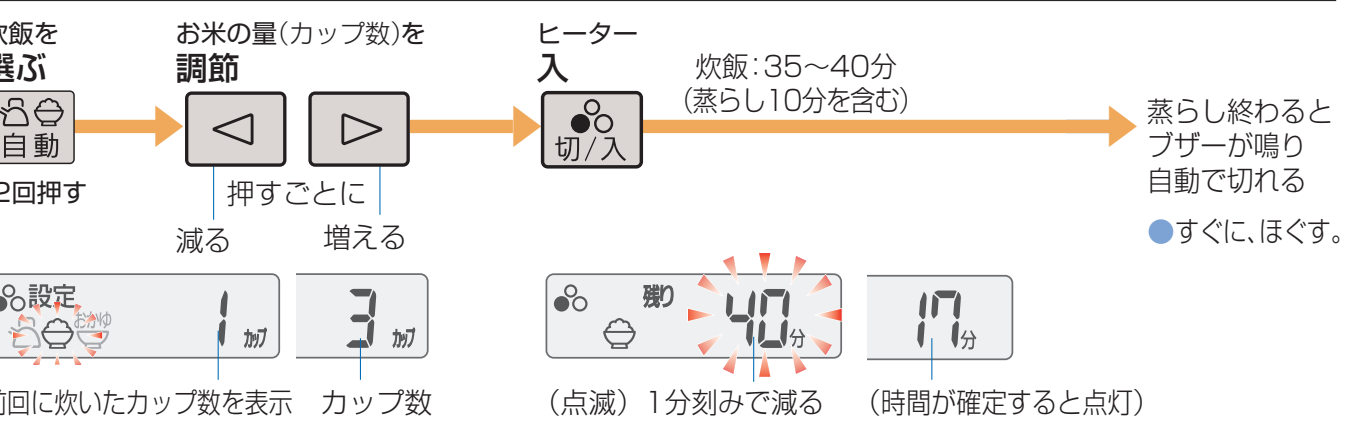 炊飯を
選ぶ
自動
2回押す
お米の量(カップ数)を
調節
押すごとに
減る
増える
ヒーター
入
切/入
炊飯:35〜40分
(蒸らし10分を含む)
蒸らし終わると
ブザーが鳴り
自動で切れる
●すぐに、ほぐす。
設定
おかゆ
1カップ
3カップ
残り
40分
17分
前回に炊いたカップ数を表示
カップ数
(点滅) 1分刻みで減る
(時間が確定すると点灯)